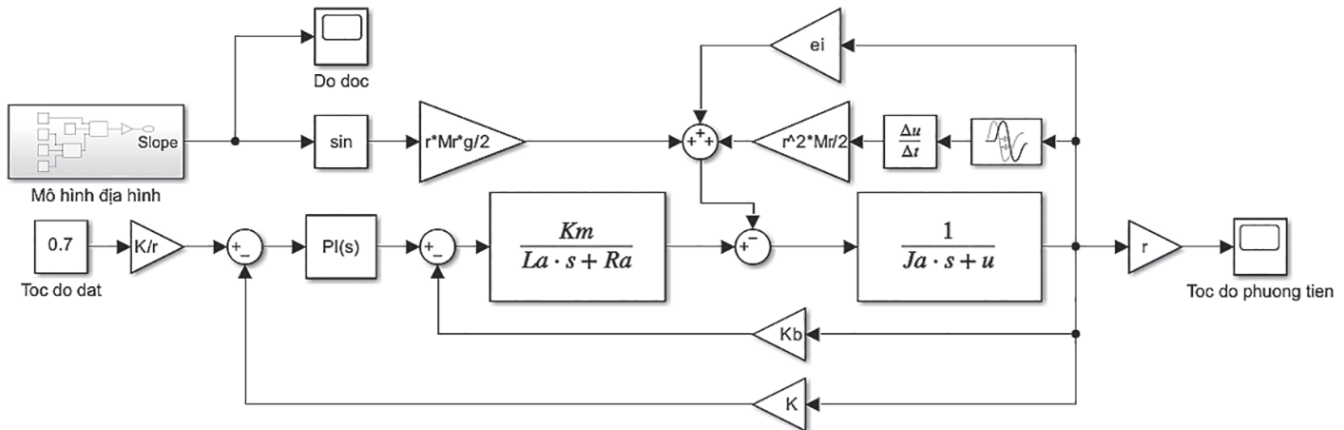 ei
Do doc
Slope
sin
r*Mr*g/2
+
+
+
r^2*Mr/2
Δu
Δt
Mô hình địa hình
0.7
K/r
+
−
PI(s)
+
−
Km
La · s + Ra
+
−
1
Ja · s + u
r
Toc do dat
Toc do phuong tien
Kb
K